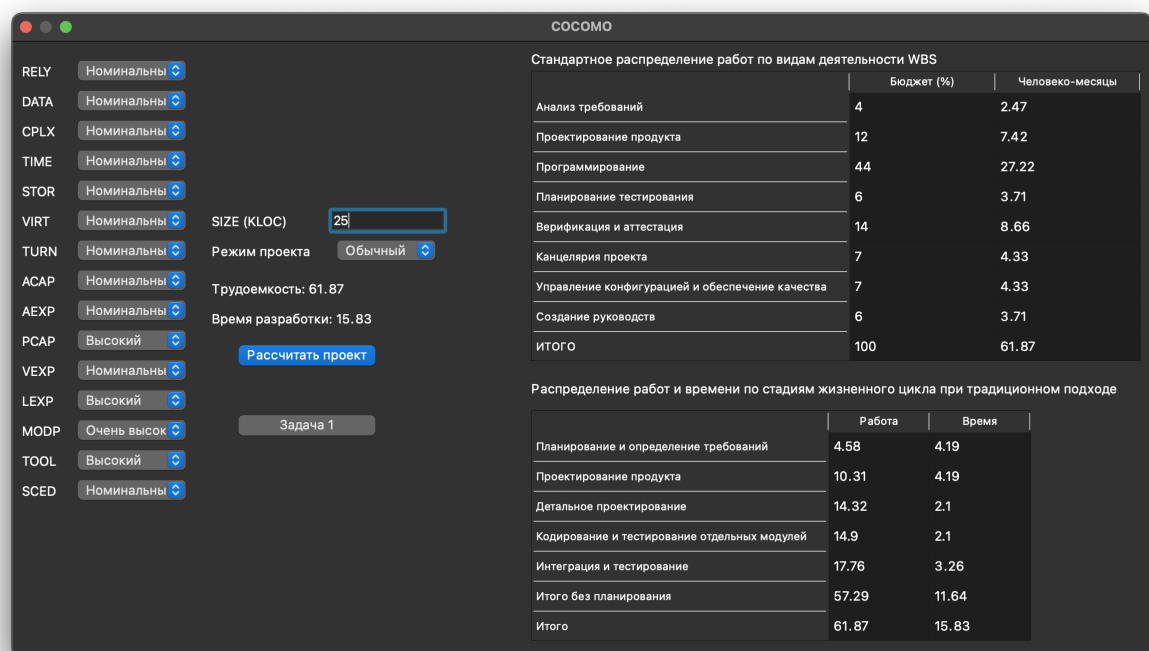 COCOMO
RELY Номинальны
DATA Номинальны
CPLX Номинальны
TIME Номинальны
STOR Номинальны
VIRT Номинальны
TURN Номинальны
ACAP Номинальны
AEXP Номинальны
PCAP Высокий
VEXP Номинальны
LEXP Высокий
MODP Очень высок
TOOL Высокий
SCED Номинальны
SIZE (KLOC) 25
Режим проекта Обычный
Трудоемкость: 61.87
Время разработки: 15.83
Рассчитать проект
Задача 1
Стандартное распределение работ по видам деятельности WBS
Бюджет (%) Человеко-месяцы
Анализ требований 4 2.47
Проектирование продукта 12 7.42
Программирование 44 27.22
Планирование тестирования 6 3.71
Верификация и аттестация 14 8.66
Канцелярия проекта 7 4.33
Управление конфигурацией и обеспечение качества 7 4.33
Создание руководств 6 3.71
ИТОГО 100 61.87
Распределение работ и времени по стадиям жизненного цикла при традиционном подходе
Работа Время
Планирование и определение требований 4.58 4.19
Проектирование продукта 10.31 4.19
Детальное проектирование 14.32 2.1
Кодирование и тестирование отдельных модулей 14.9 2.1
Интеграция и тестирование 17.76 3.26
Итого без планирования 57.29 11.64
Итого 61.87 15.83